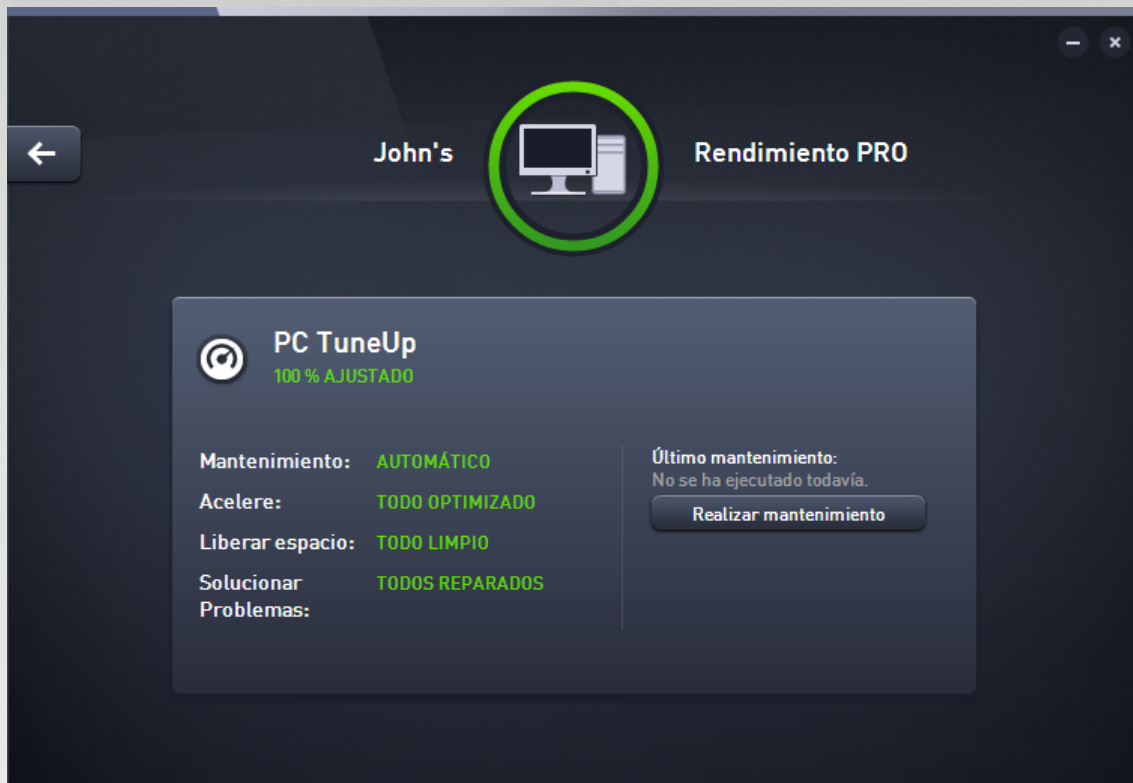 John's
Rendimiento PRO
PC TuneUp
100 % AJUSTADO
Mantenimiento: AUTOMÁTICO
Acelere: TODO OPTIMIZADO
Liberar espacio: TODO LIMPIO
Solucionar TODOS REPARADOS
Problemas:
Último mantenimiento:
No se ha ejecutado todavía.
Realizar mantenimiento